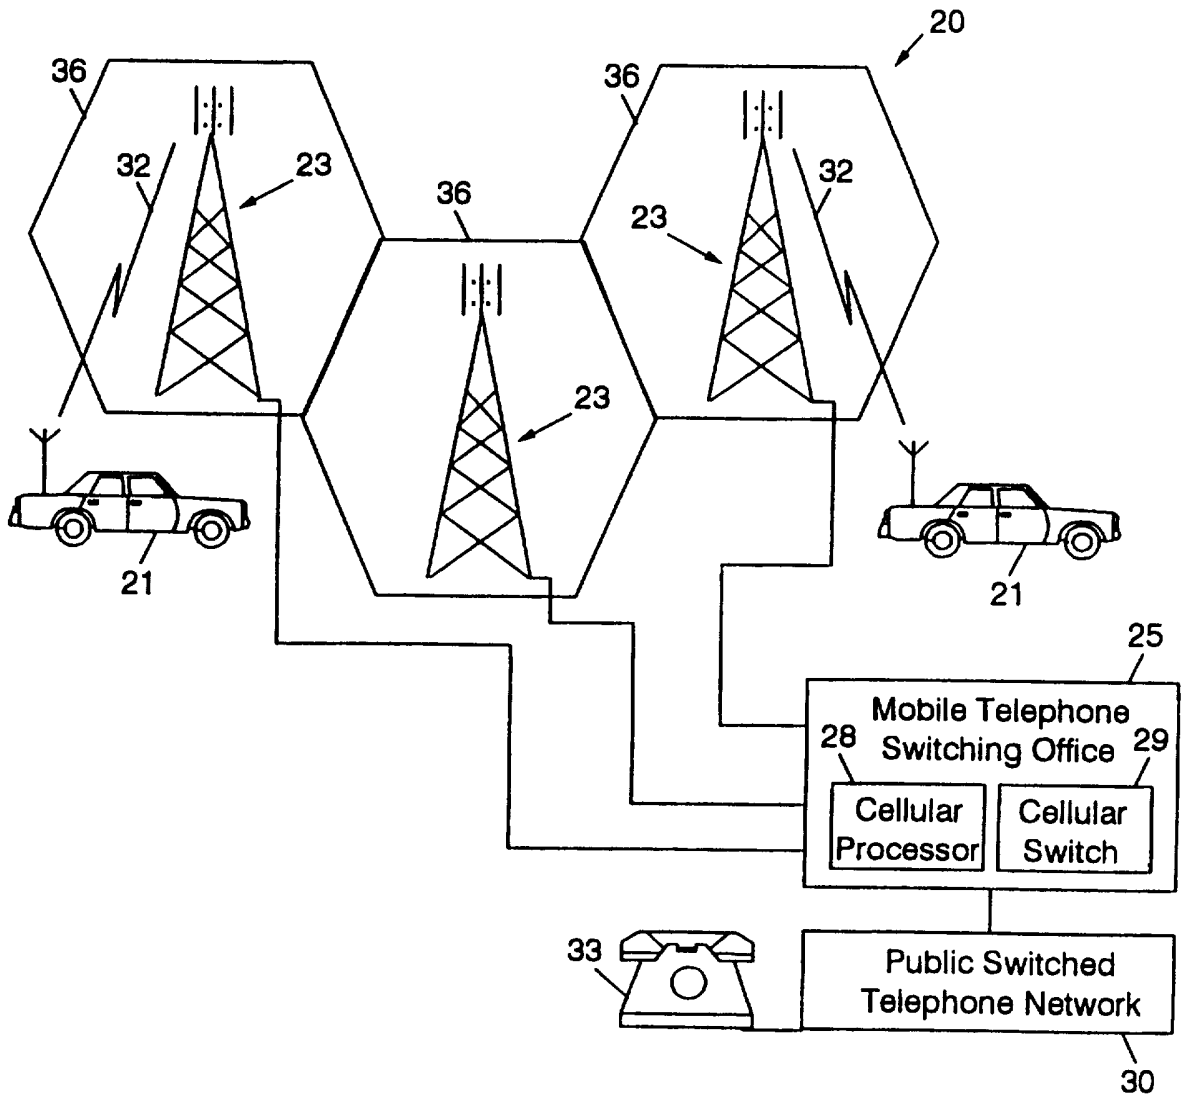 20
36
36
32
23
36
32
23
23
21
21
25
Mobile Telephone
Switching Office
28
29
Cellular
Processor
Cellular
Switch
33
Public Switched
Telephone Network
30